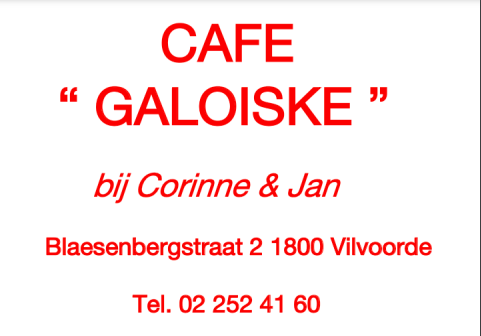 CAFE
“ GALOISKE ”
bij Corinne & Jan
Blaesenbergstraat 2 1800 Vilvoorde
Tel. 02 252 41 60